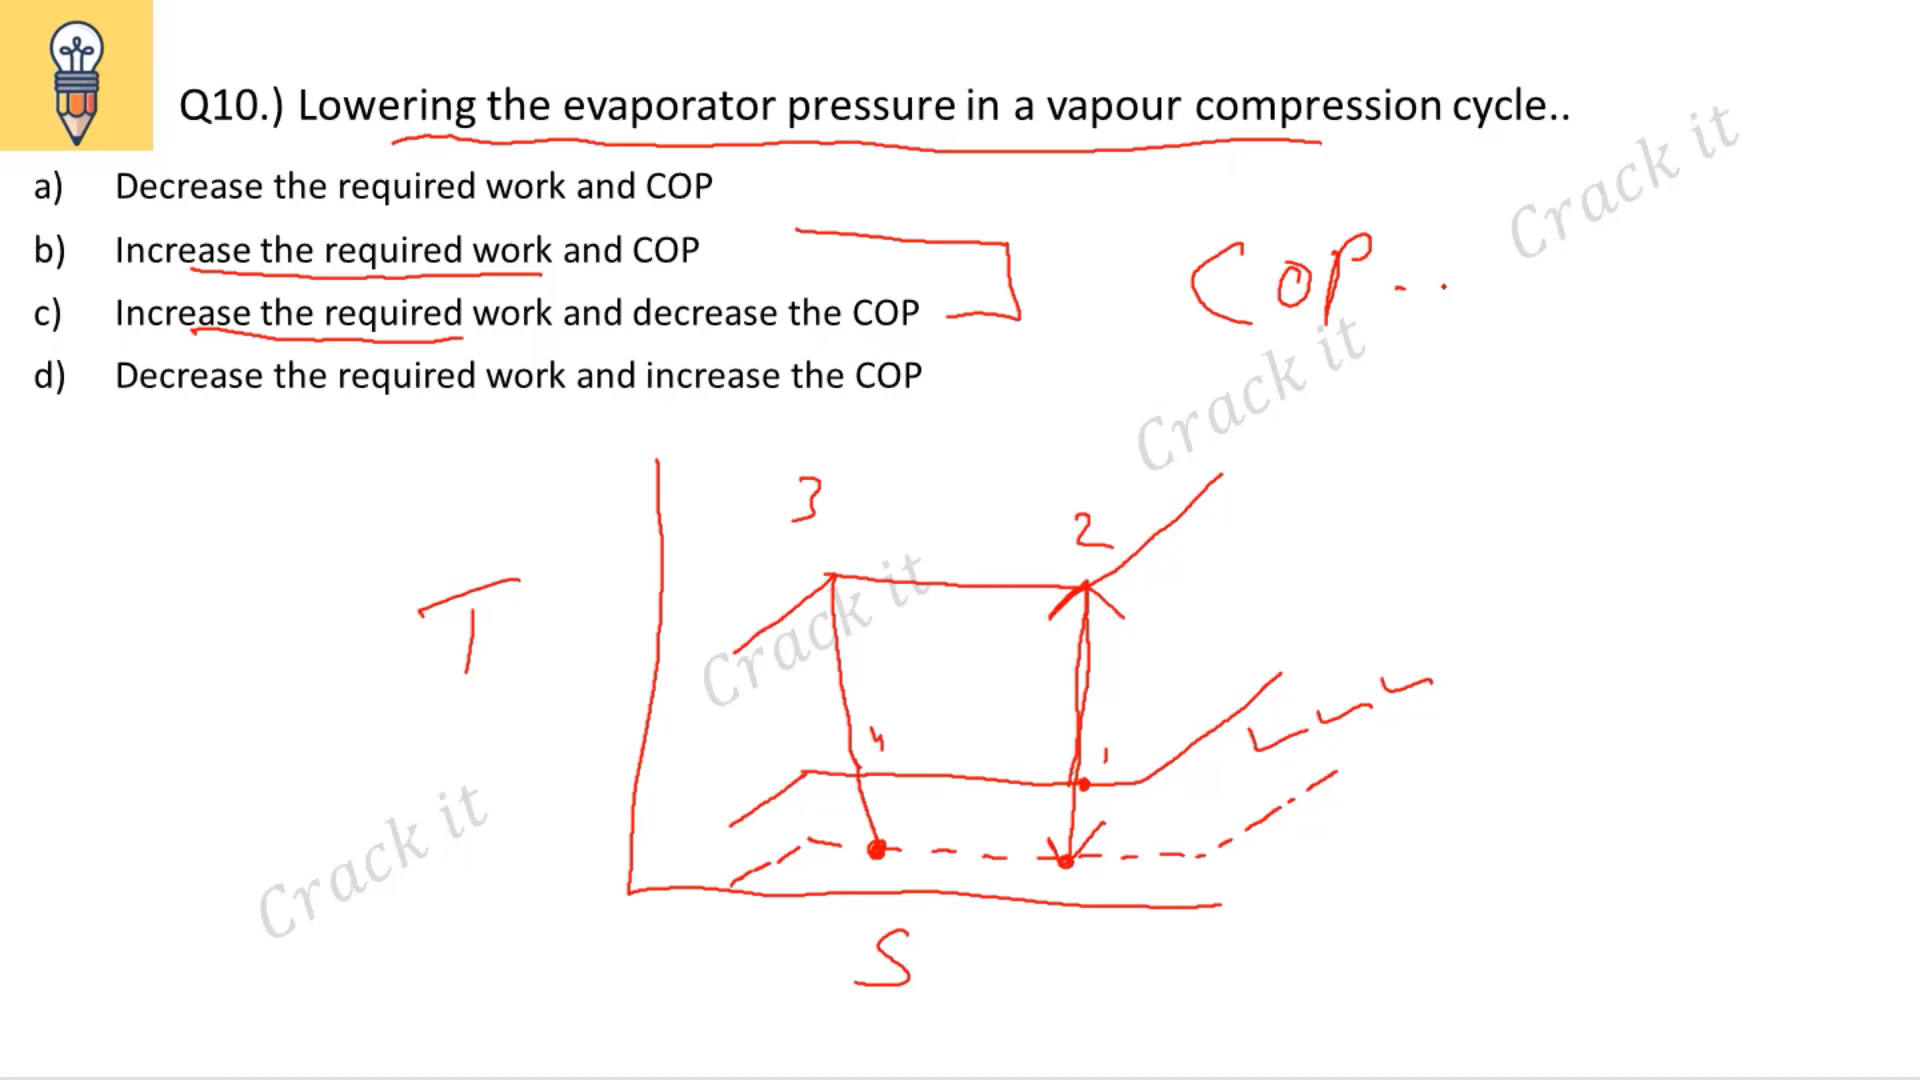 Q10.) Lowering the evaporator pressure in a vapour compression cycle..
a) Decrease the required work and COP
b) Increase the required work and COP
c) Increase the required work and decrease the COP
d) Decrease the required work and increase the COP
COP - .
Crack it
Crack it
3
2
T
Crack it
4
1
Crack it
S